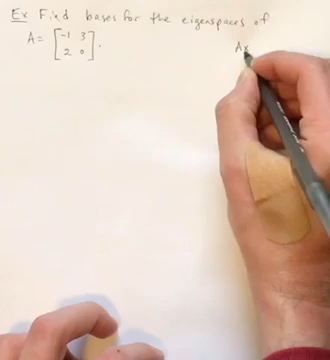 Ex Find bases for the eigenspaces of
A = [-1 3
2 0].
Ax